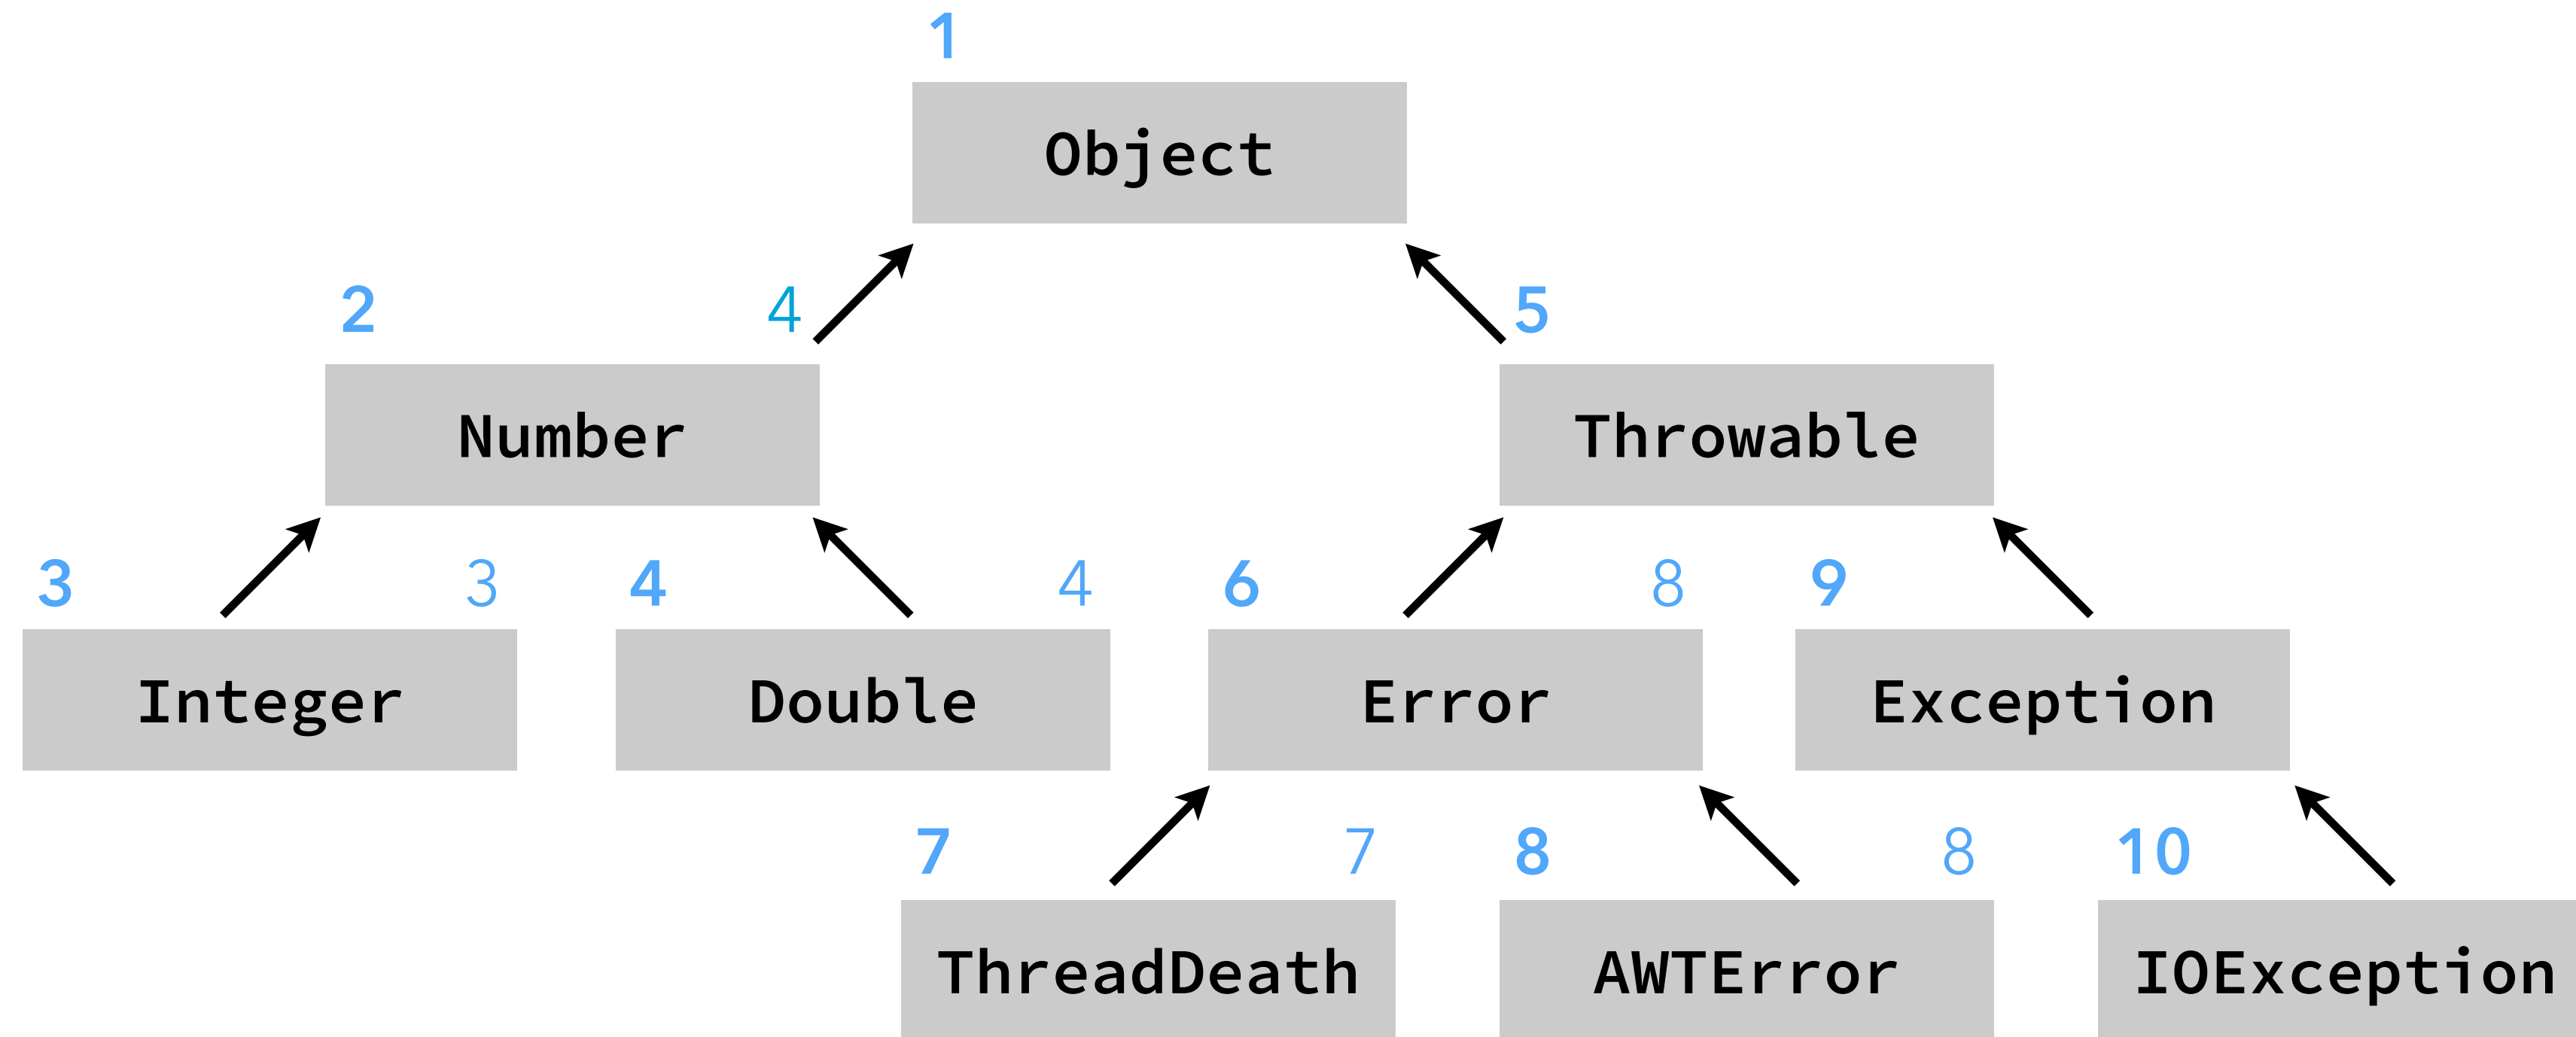 1
Object
2 4 5
Number Throwable
3 3 4 4 6 8 9
Integer Double Error Exception
7 7 8 8 10
ThreadDeath AWTError IOException